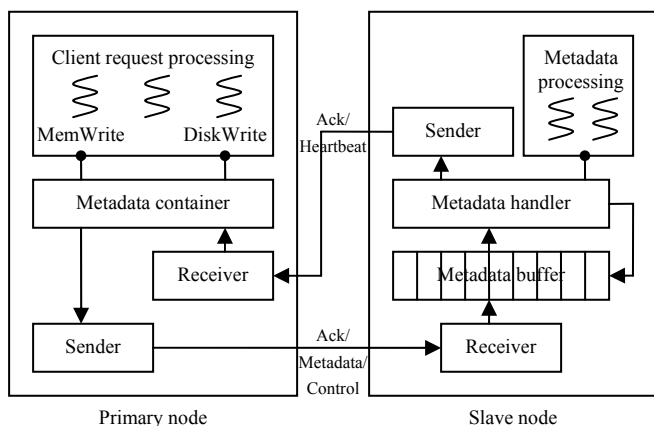 Client request processing
MemWrite
DiskWrite
Metadata container
Receiver
Sender
Primary node
Ack/
Heartbeat
Ack/
Metadata/
Control
Metadata
processing
Sender
Metadata handler
Metadata buffer
Receiver
Slave node